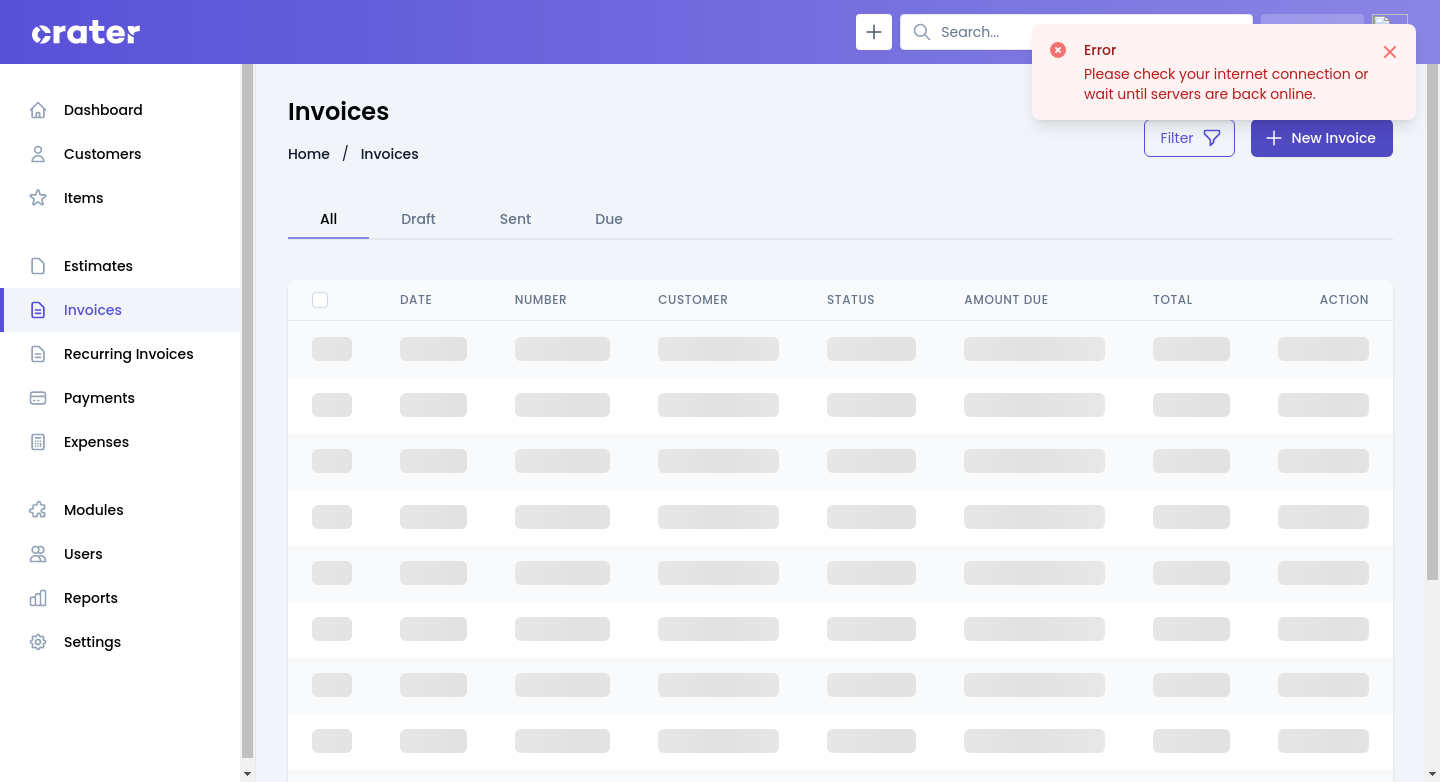 crater
Search...
Error
Please check your internet connection or
wait until servers are back online.
Dashboard
Customers
Items
Estimates
Invoices
Recurring Invoices
Payments
Expenses
Modules
Users
Reports
Settings
Invoices
Home / Invoices
Filter
New Invoice
All Draft Sent Due
DATE NUMBER CUSTOMER STATUS AMOUNT DUE TOTAL ACTION